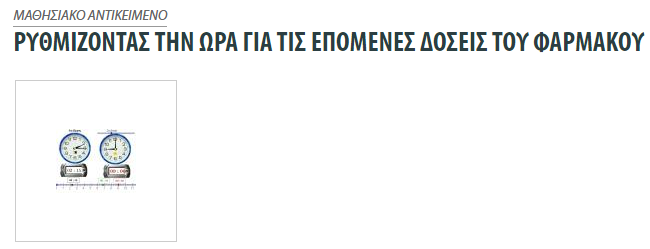 ΜΑΘΗΣΙΑΚΟ ΑΝΤΙΚΕΙΜΕΝΟ
ΡΥΘΜΙΖΟΝΤΑΣ ΤΗΝ ΩΡΑ ΓΙΑ ΤΙΣ ΕΠΟΜΕΝΕΣ ΔΟΣΕΙΣ ΤΟΥ ΦΑΡΜΑΚΟΥ